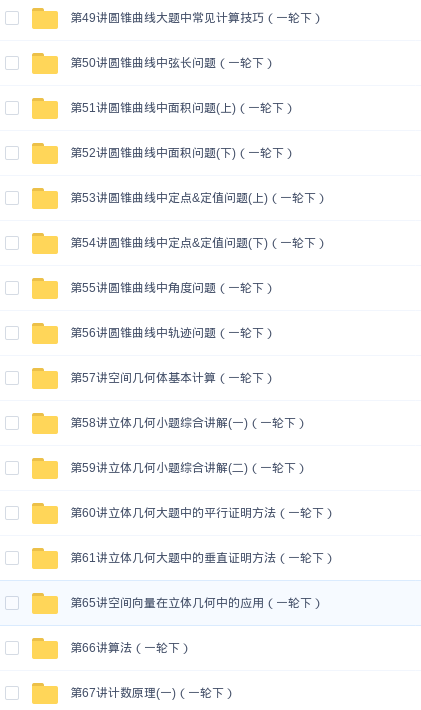 第49讲圆锥曲线大题中常见计算技巧（一轮下）
第50讲圆锥曲线中弦长问题（一轮下）
第51讲圆锥曲线中面积问题(上)（一轮下）
第52讲圆锥曲线中面积问题(下)（一轮下）
第53讲圆锥曲线中定点&定值问题(上)（一轮下）
第54讲圆锥曲线中定点&定值问题(下)（一轮下）
第55讲圆锥曲线中角度问题（一轮下）
第56讲圆锥曲线中轨迹问题（一轮下）
第57讲空间几何体基本计算（一轮下）
第58讲立体几何小题综合讲解(一)（一轮下）
第59讲立体几何小题综合讲解(二)（一轮下）
第60讲立体几何大题中的平行证明方法（一轮下）
第61讲立体几何大题中的垂直证明方法（一轮下）
第65讲空间向量在立体几何中的应用（一轮下）
第66讲算法（一轮下）
第67讲计数原理(一)（一轮下）